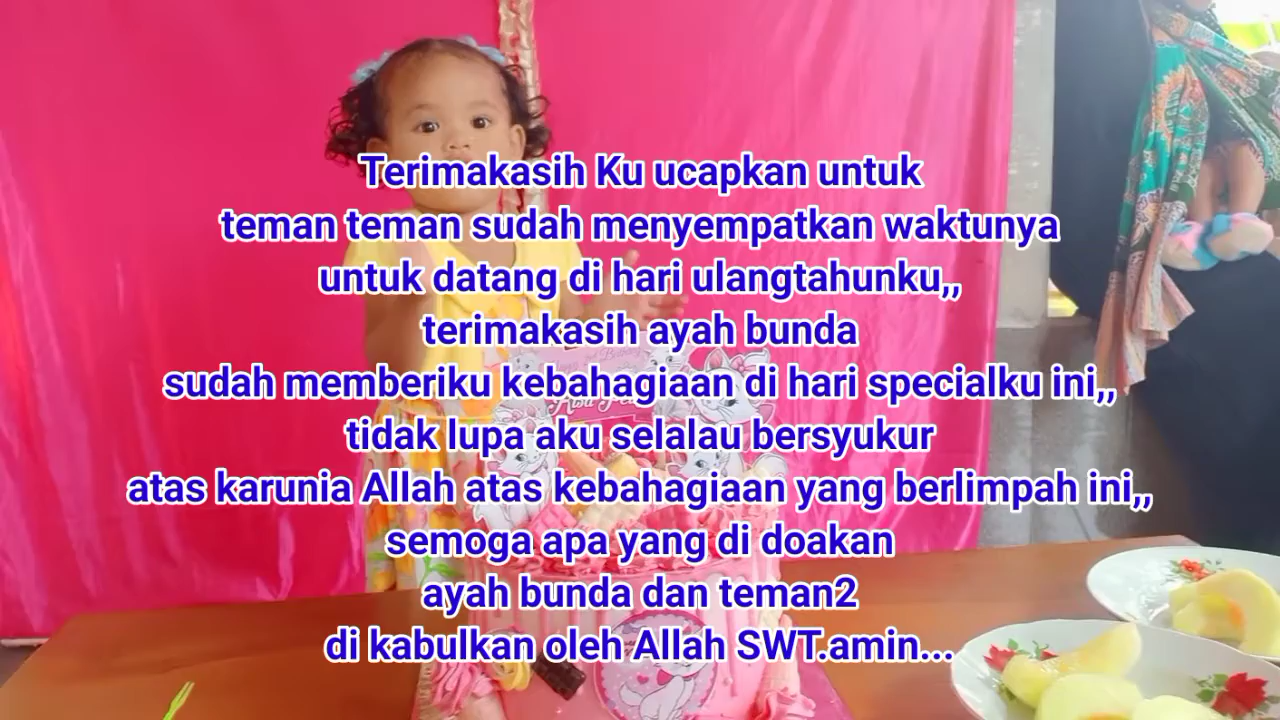 Terimakasih Ku ucapkan untuk
teman teman sudah menyempatkan waktunya
untuk datang di hari ulangtahunku,,
terimakasih ayah bunda
sudah memberiku kebahagiaan di hari specialku ini,,
tidak lupa aku selalau bersyukur
atas karunia Allah atas kebahagiaan yang berlimpah ini,,
semoga apa yang di doakan
ayah bunda dan teman2
di kabulkan oleh Allah SWT.amin...